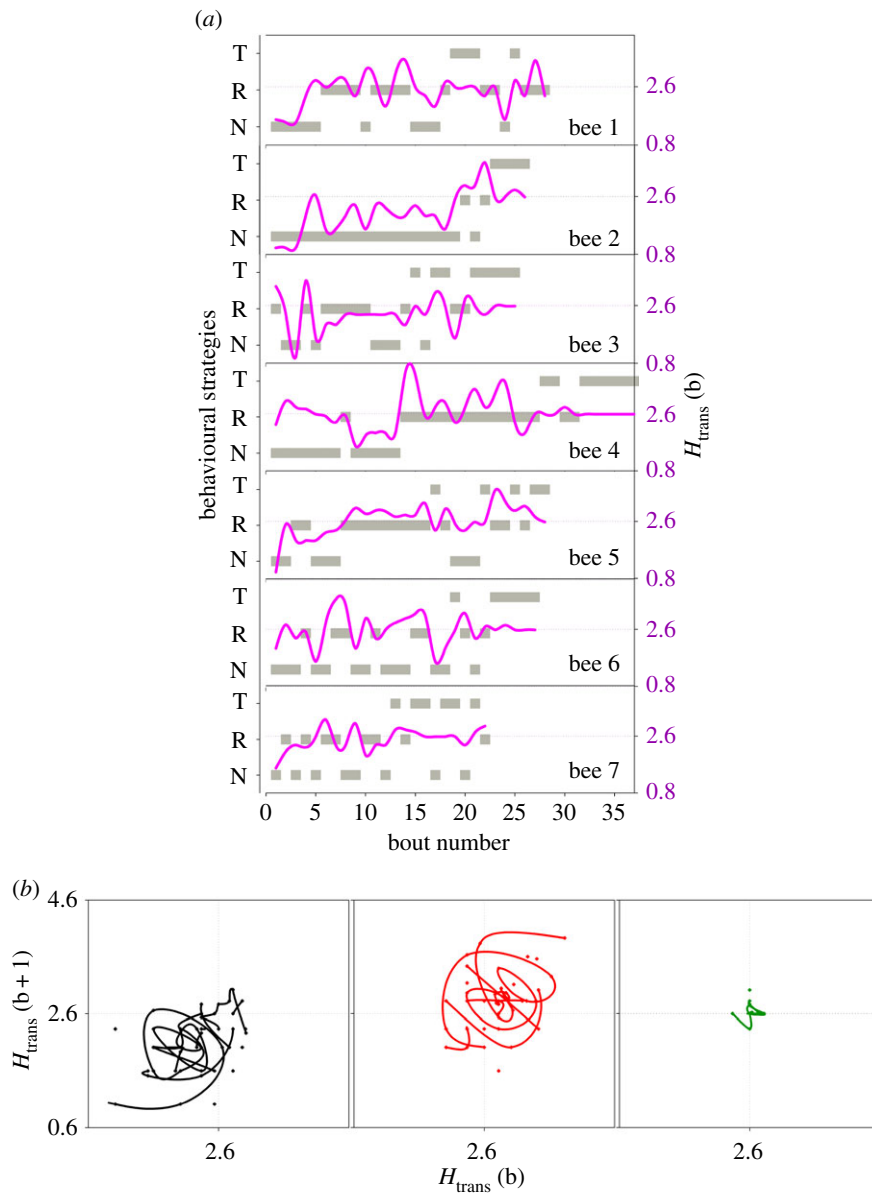 (a)
T
R
N
bee 1
2.6
0.8
T
R
N
bee 2
2.6
0.8
T
R
N
bee 3
2.6
0.8
T
R
N
bee 4
2.6
0.8
T
R
N
bee 5
2.6
0.8
T
R
N
bee 6
2.6
0.8
T
R
N
bee 7
2.6
0.8
behavioural strategies
H_trans (b)
0 5 10 15 20 25 30 35
bout number
(b)
4.6
2.6
0.6
H_trans (b + 1)
2.6 2.6 2.6
H_trans (b)